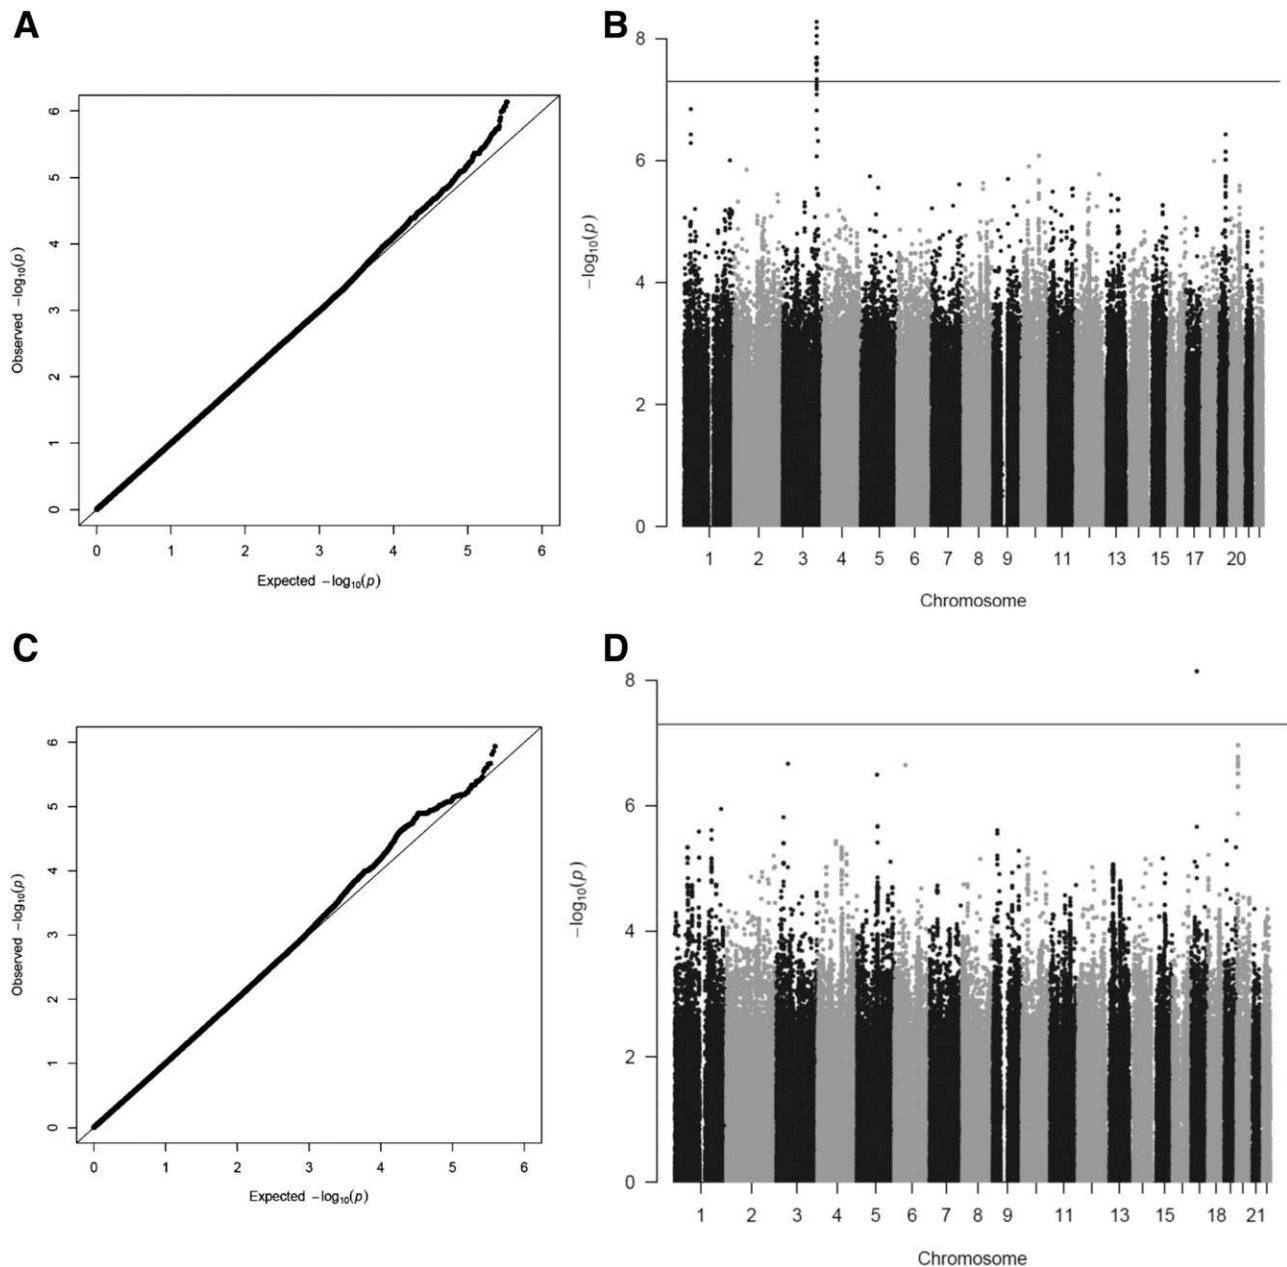 A
6
5
4
3
2
1
0
Observed −log₁₀(p)
0 1 2 3 4 5 6
Expected −log₁₀(p)
B
8
6
4
2
0
−log₁₀(p)
1 2 3 4 5 6 7 8 9 11 13 15 17 20
Chromosome
C
6
5
4
3
2
1
0
Observed −log₁₀(p)
0 1 2 3 4 5 6
Expected −log₁₀(p)
D
8
6
4
2
0
−log₁₀(p)
1 2 3 4 5 6 7 8 9 11 13 15 18 21
Chromosome